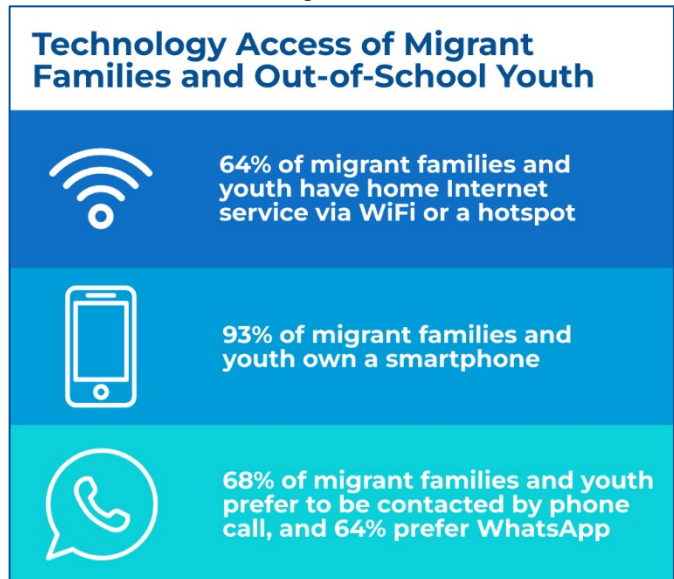 Technology Access of Migrant
Families and Out-of-School Youth
64% of migrant families and
youth have home Internet
service via WiFi or a hotspot
93% of migrant families and
youth own a smartphone
68% of migrant families and youth
prefer to be contacted by phone
call, and 64% prefer WhatsApp